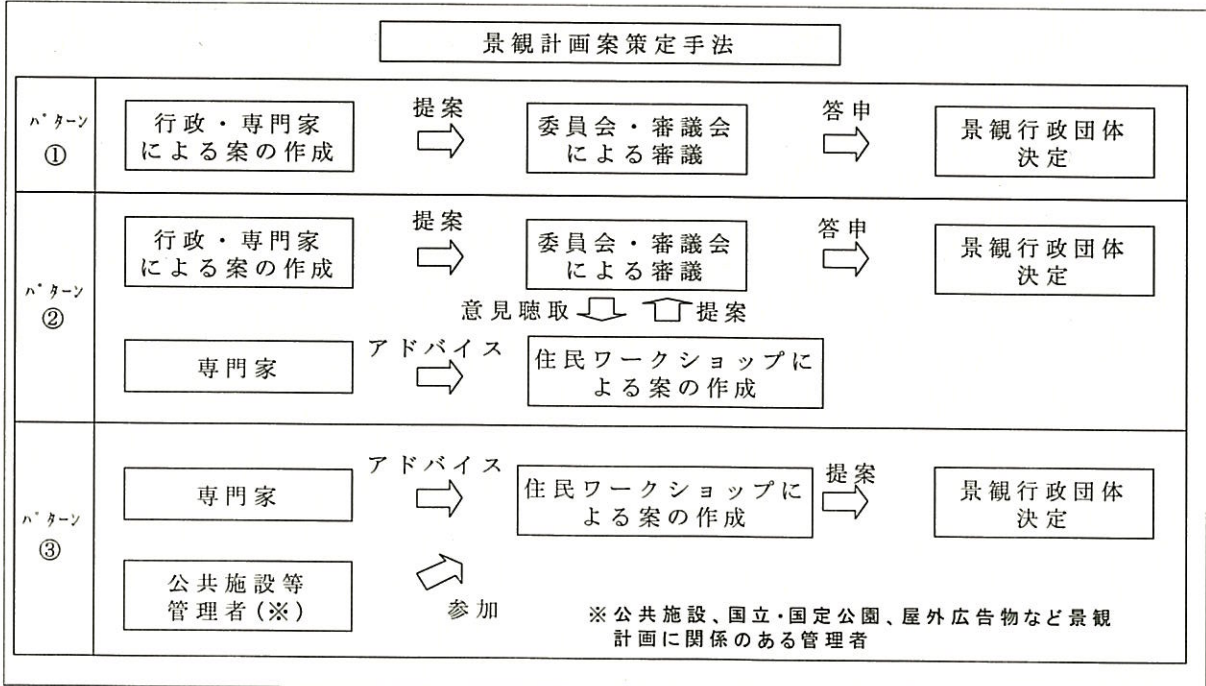 景観計画案策定手法
パターン
①
行政・専門家
による案の作成
提案
委員会・審議会
による審議
答申
景観行政団体
決定
パターン
②
行政・専門家
による案の作成
提案
委員会・審議会
による審議
答申
景観行政団体
決定
意見聴取
提案
専門家
アドバイス
住民ワークショップに
よる案の作成
パターン
③
専門家
アドバイス
住民ワークショップに
よる案の作成
提案
景観行政団体
決定
公共施設等
管理者(※)
参加
※公共施設、国立・国定公園、屋外広告物など景観
計画に関係のある管理者